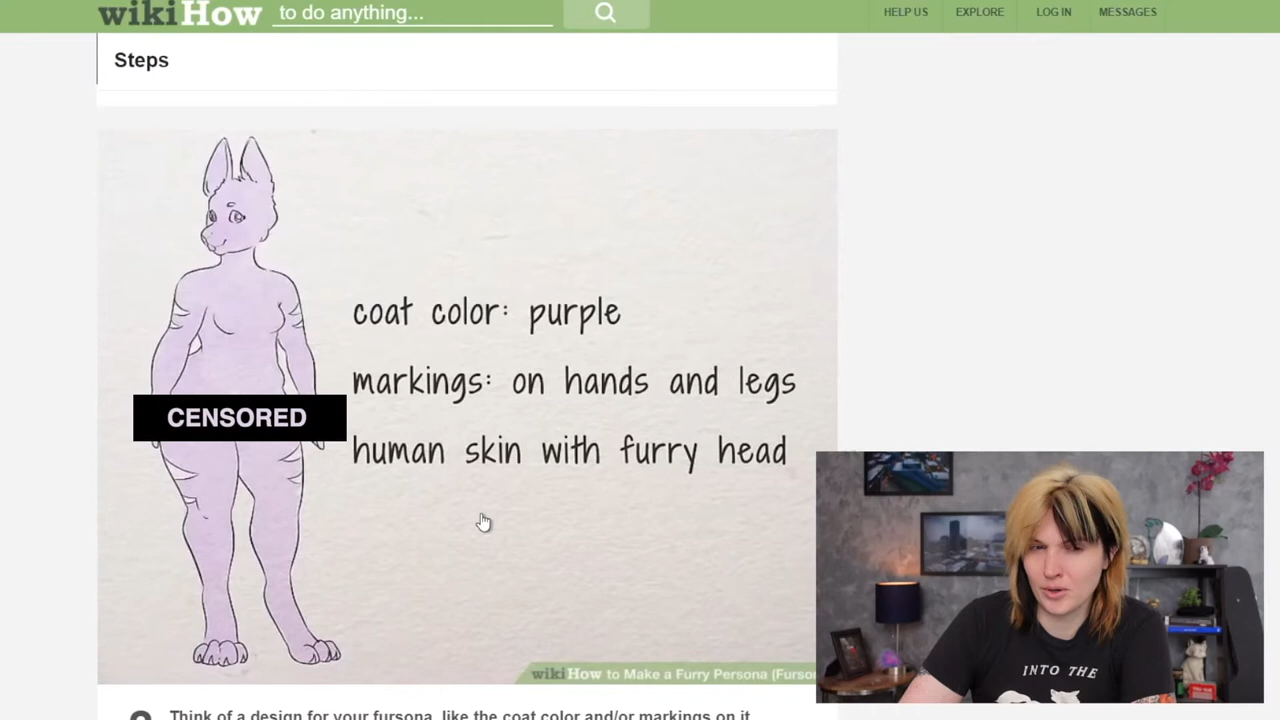 wikiHow to do anything...
HELP US EXPLORE LOG IN MESSAGES
Steps
coat color: purple
markings: on hands and legs
CENSORED
human skin with furry head
INTO THE
wikiHow to Make a Furry Persona (Furso
Think of a design for your fursona, like the coat color and/or markings on it